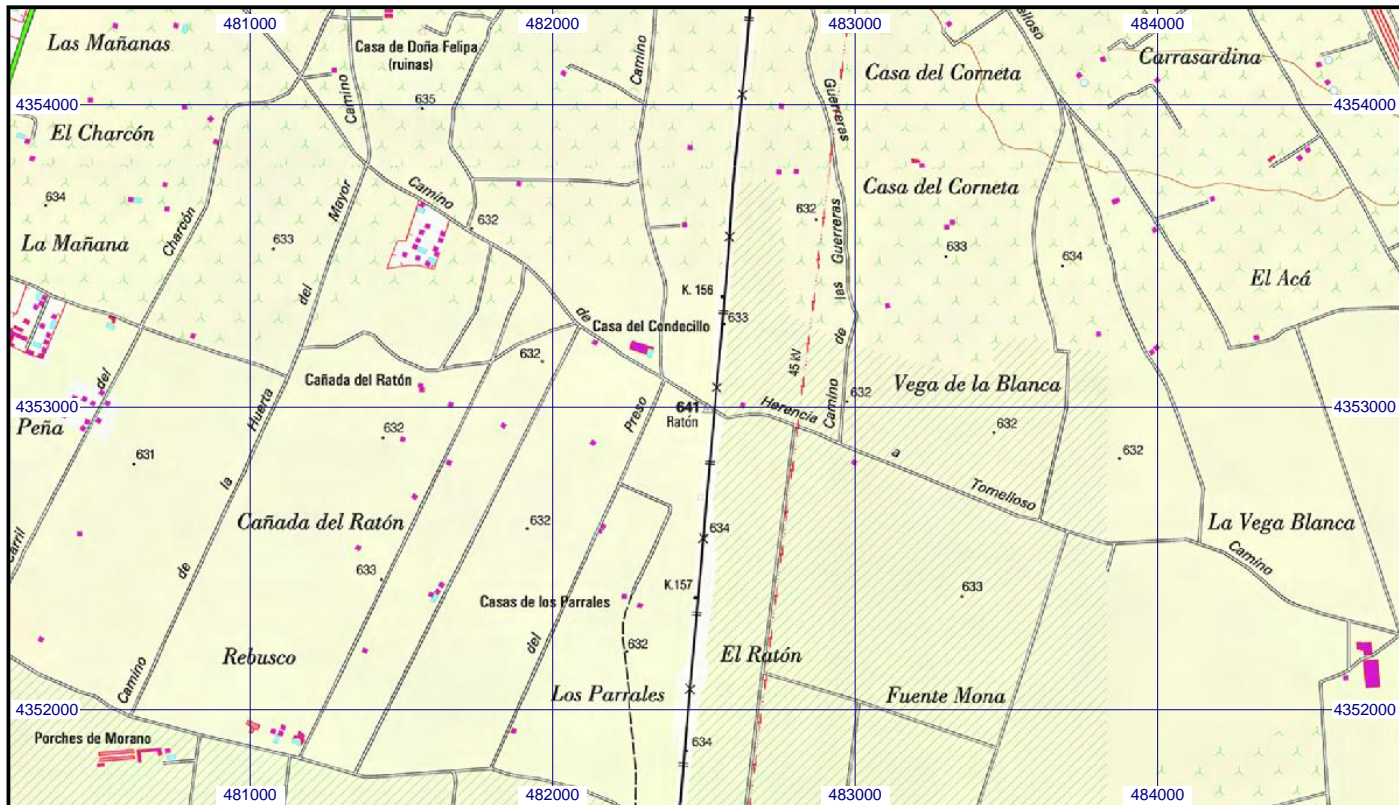 481000
482000
483000
484000
Las Mañanas
Casa de Doña Felipa
(ruinas)
Camino
Camino
elloso
Casa del Corneta
Carrasardina
4354000
635
4354000
El Charcón
Guerreras
Camino
Casa del Corneta
634
Mayor
632
632
La Mañana
Charcón
633
Guerreras
633
634
El Acá
las
del
K. 156
de
Casa del Condecillo
633
de
632
45 kV
Cañada del Ratón
Vega de la Blanca
del
Huerta
Preso
641
Ratón
Herencia
Camino
632
4353000
4353000
Peña
632
a
632
632
631
la
Tomelloso
Cañada del Ratón
632
634
La Vega Blanca
Carril
Camino
de
633
K.157
633
Casas de los Parrales
del
632
Rebusco
El Ratón
Camino
Los Parrales
Fuente Mona
4352000
4352000
Porches de Morano
634
481000
482000
483000
484000